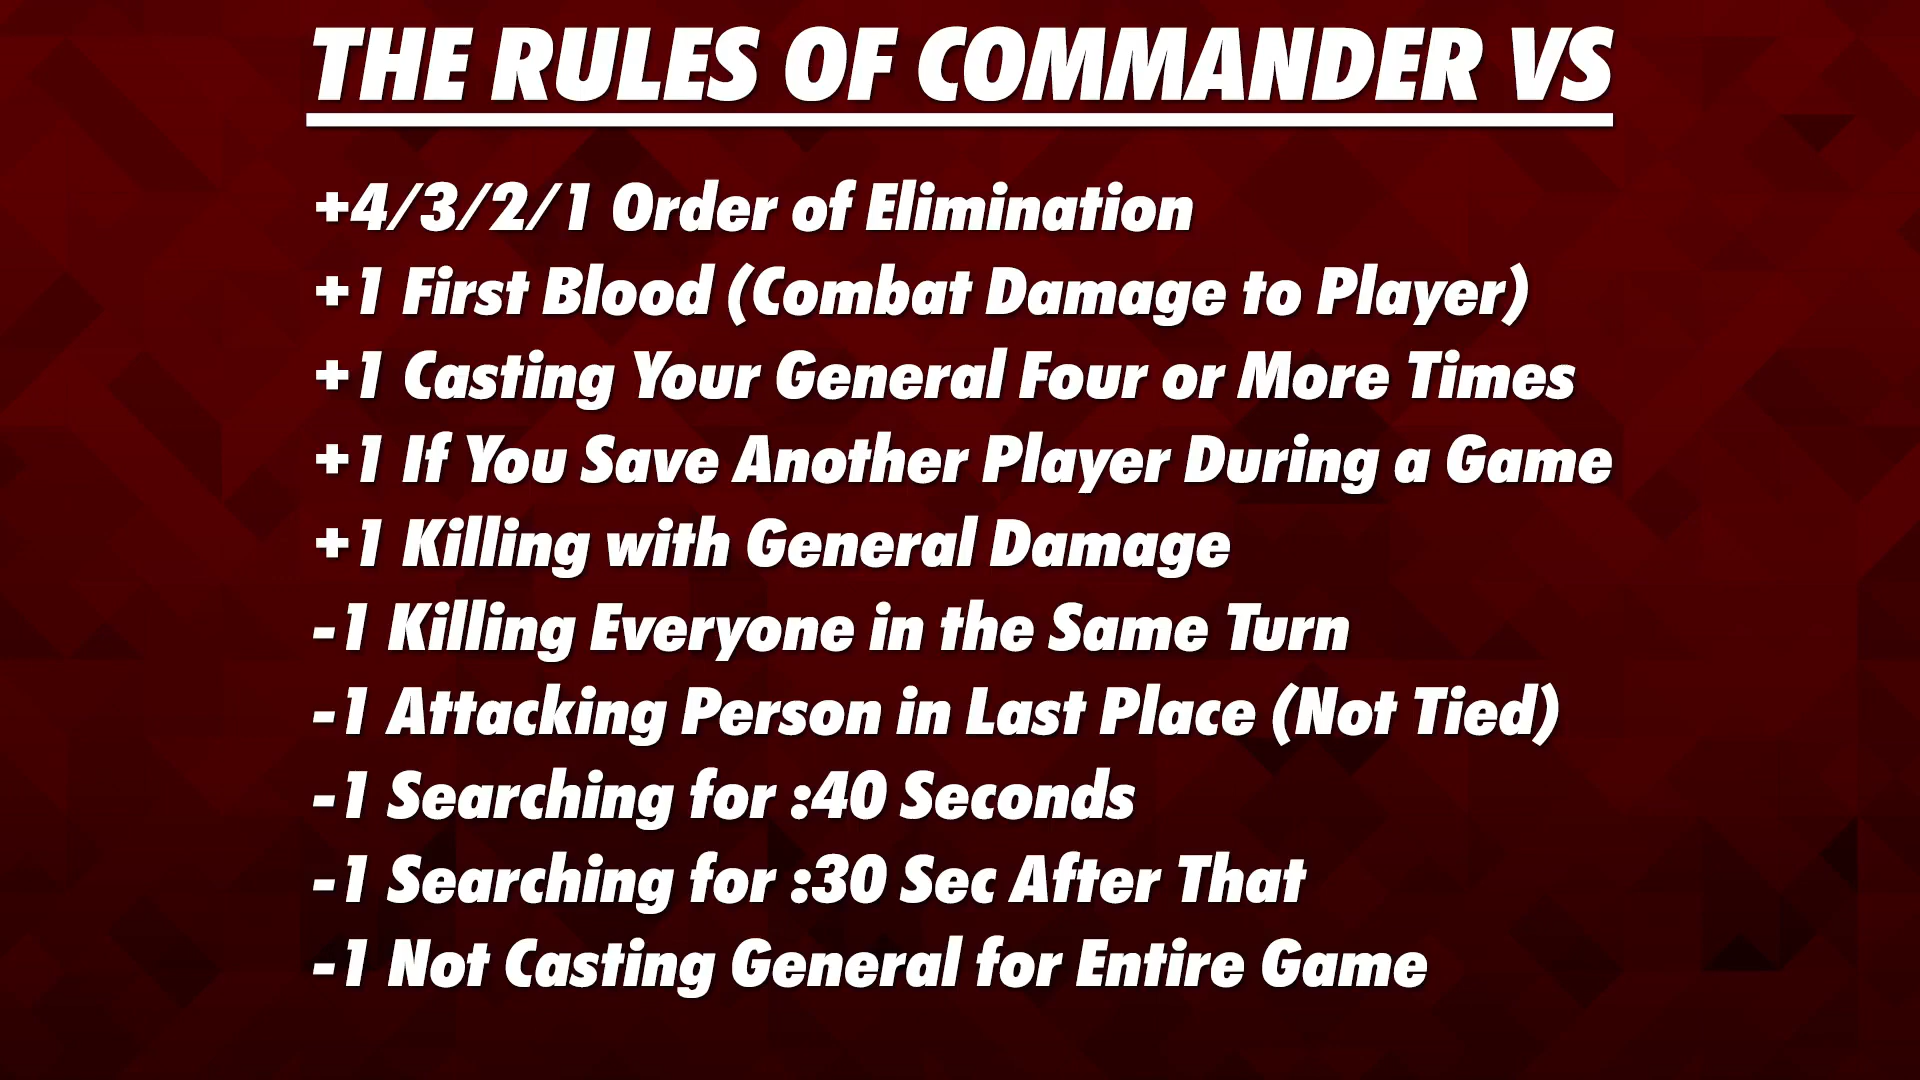 THE RULES OF COMMANDER VS
+4/3/2/1 Order of Elimination
+1 First Blood (Combat Damage to Player)
+1 Casting Your General Four or More Times
+1 If You Save Another Player During a Game
+1 Killing with General Damage
-1 Killing Everyone in the Same Turn
-1 Attacking Person in Last Place (Not Tied)
-1 Searching for :40 Seconds
-1 Searching for :30 Sec After That
-1 Not Casting General for Entire Game